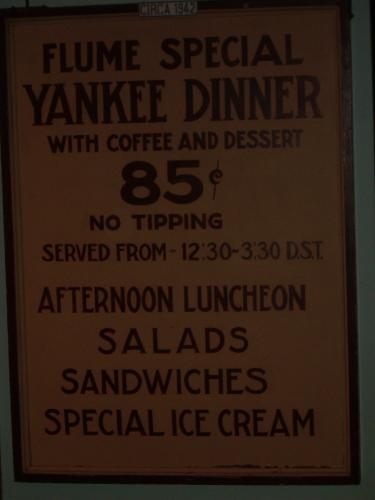 CIRCA 1942
FLUME SPECIAL
YANKEE DINNER
WITH COFFEE AND DESSERT
85¢
NO TIPPING
SERVED FROM - 12:30-3:30 D.S.T.
AFTERNOON LUNCHEON
SALADS
SANDWICHES
SPECIAL ICE CREAM